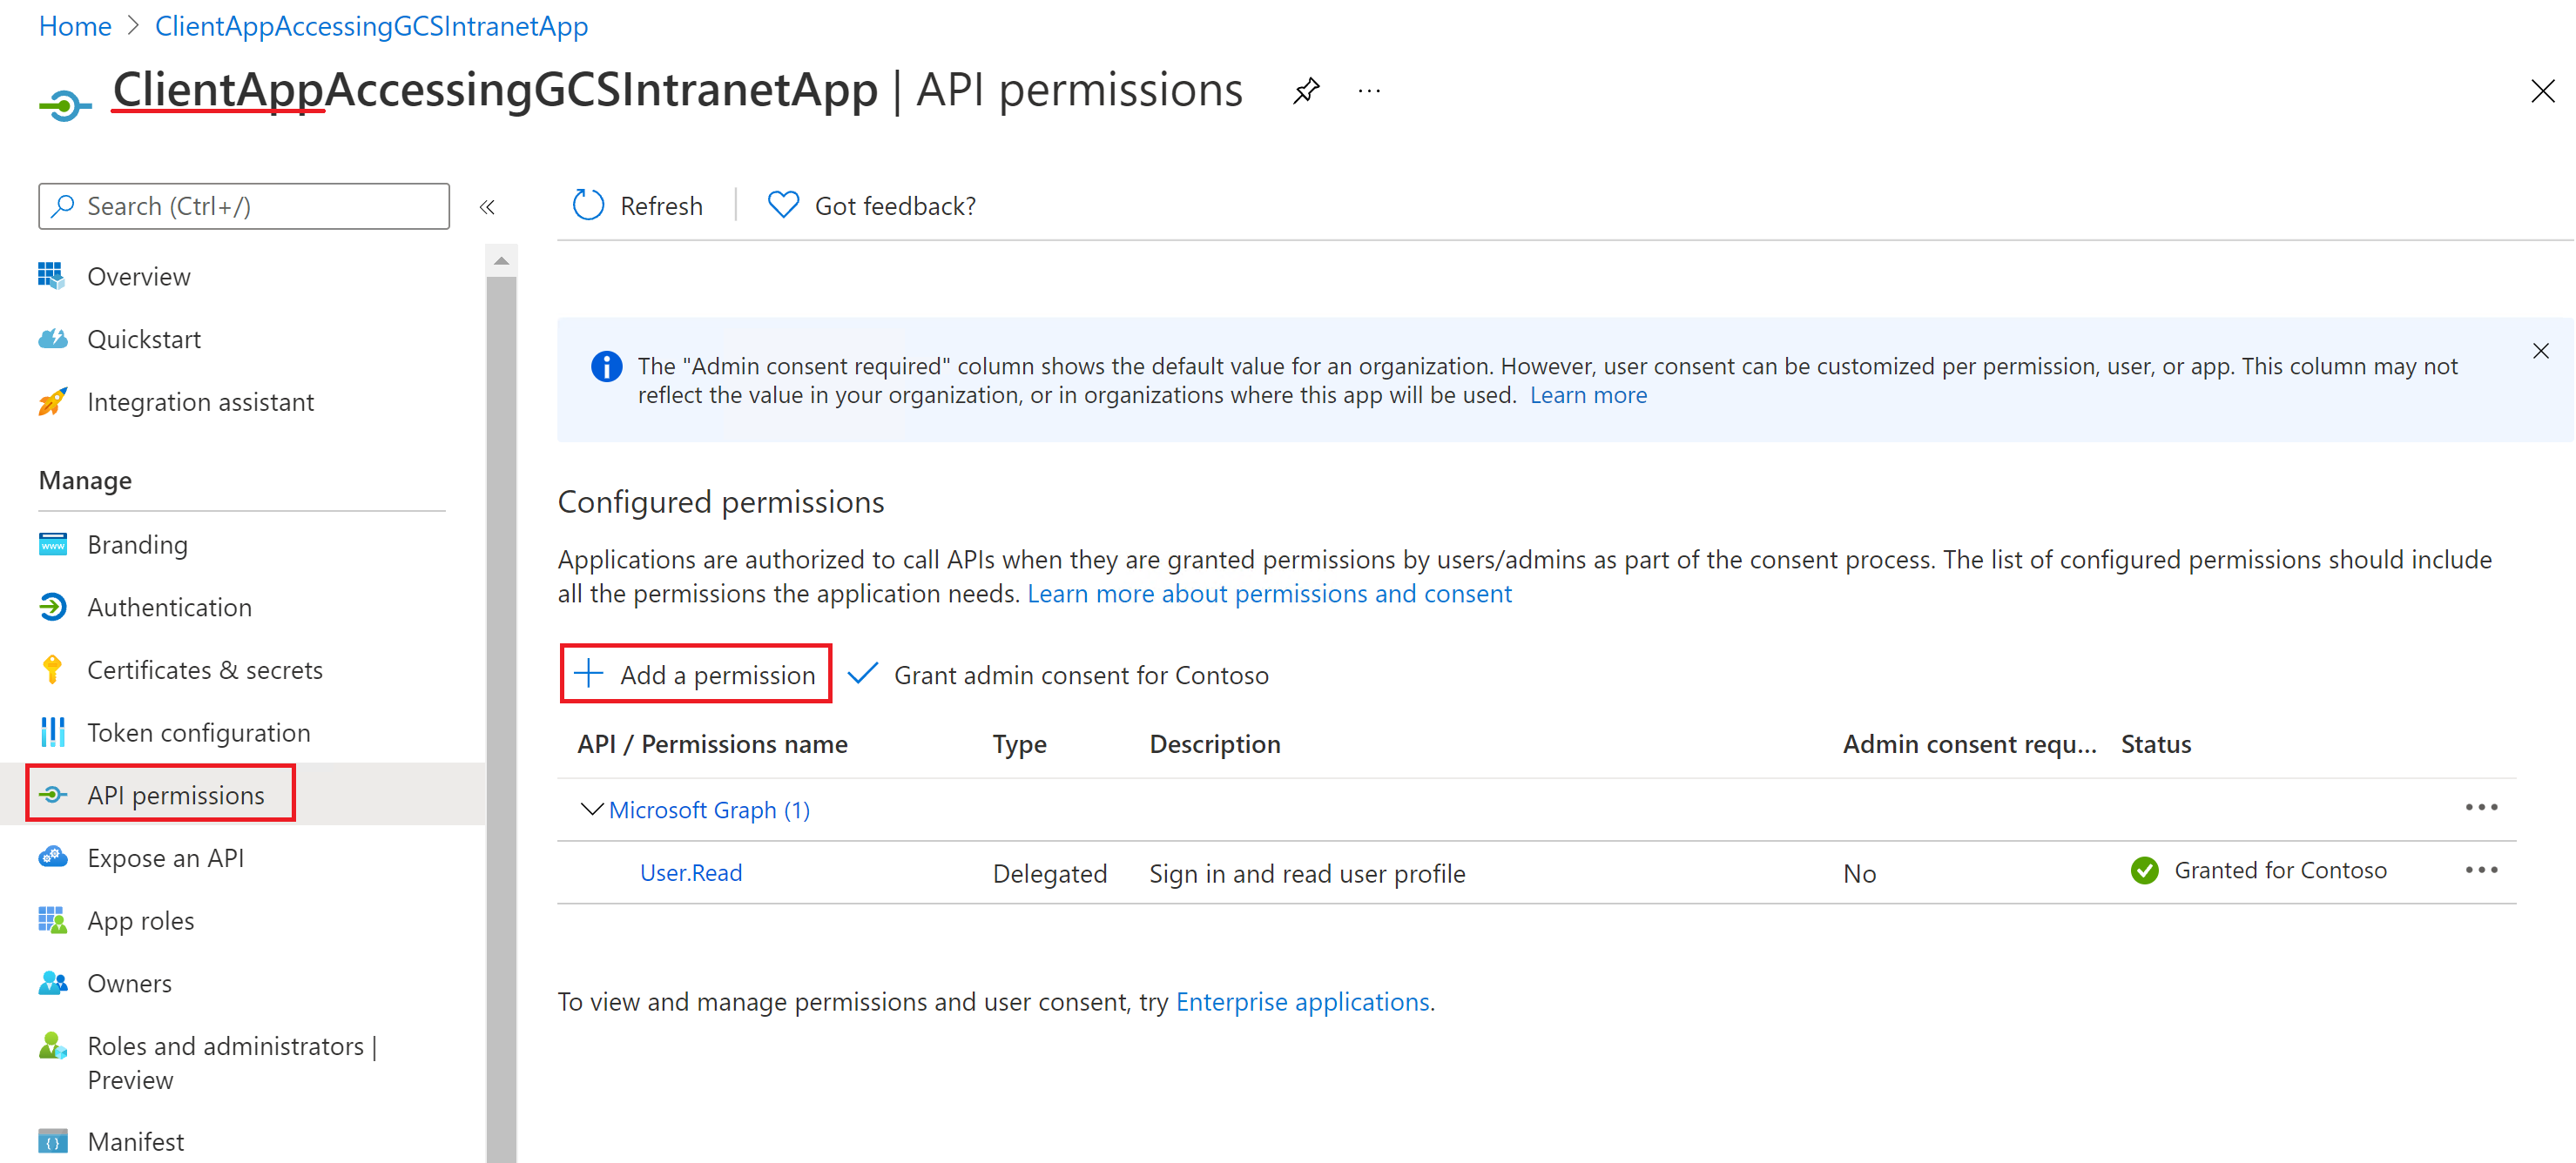 Home > ClientAppAccessingGCSIntranetApp
ClientAppAccessingGCSIntranetApp | API permissions
Search (Ctrl+/)
Overview
Quickstart
Integration assistant
Manage
Branding
Authentication
Certificates & secrets
Token configuration
API permissions
Expose an API
App roles
Owners
Roles and administrators |
Preview
Manifest
Refresh
Got feedback?
The "Admin consent required" column shows the default value for an organization. However, user consent can be customized per permission, user, or app. This column may not
reflect the value in your organization, or in organizations where this app will be used. Learn more
Configured permissions
Applications are authorized to call APIs when they are granted permissions by users/admins as part of the consent process. The list of configured permissions should include
all the permissions the application needs. Learn more about permissions and consent
Add a permission
Grant admin consent for Contoso
API / Permissions name Type Description Admin consent requ... Status
Microsoft Graph (1)
User.Read Delegated Sign in and read user profile No Granted for Contoso
To view and manage permissions and user consent, try Enterprise applications.